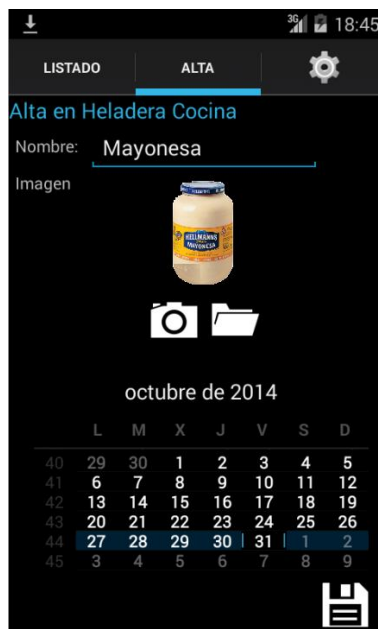 3G 18:45
LISTADO ALTA
Alta en Heladera Cocina
Nombre: Mayonesa
Imagen
HELLMANN'S
MAYONESA
octubre de 2014
L M X J V S D
40 29 30 1 2 3 4 5
41 6 7 8 9 10 11 12
42 13 14 15 16 17 18 19
43 20 21 22 23 24 25 26
44 27 28 29 30 31 1 2
45 3 4 5 6 7 8 9